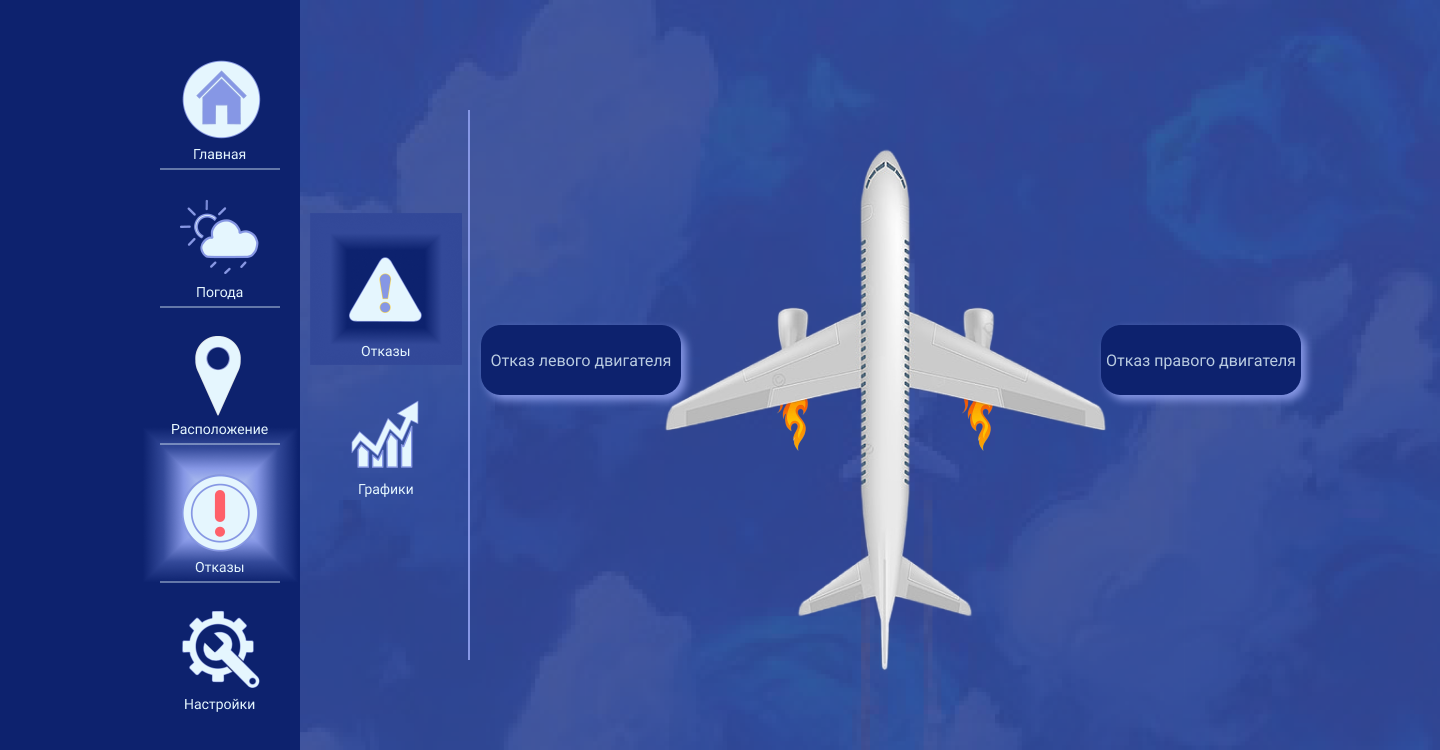 Главная
Погода
Расположение
Отказы
Настройки
Отказы
Графики
Отказ левого двигателя
Отказ правого двигателя